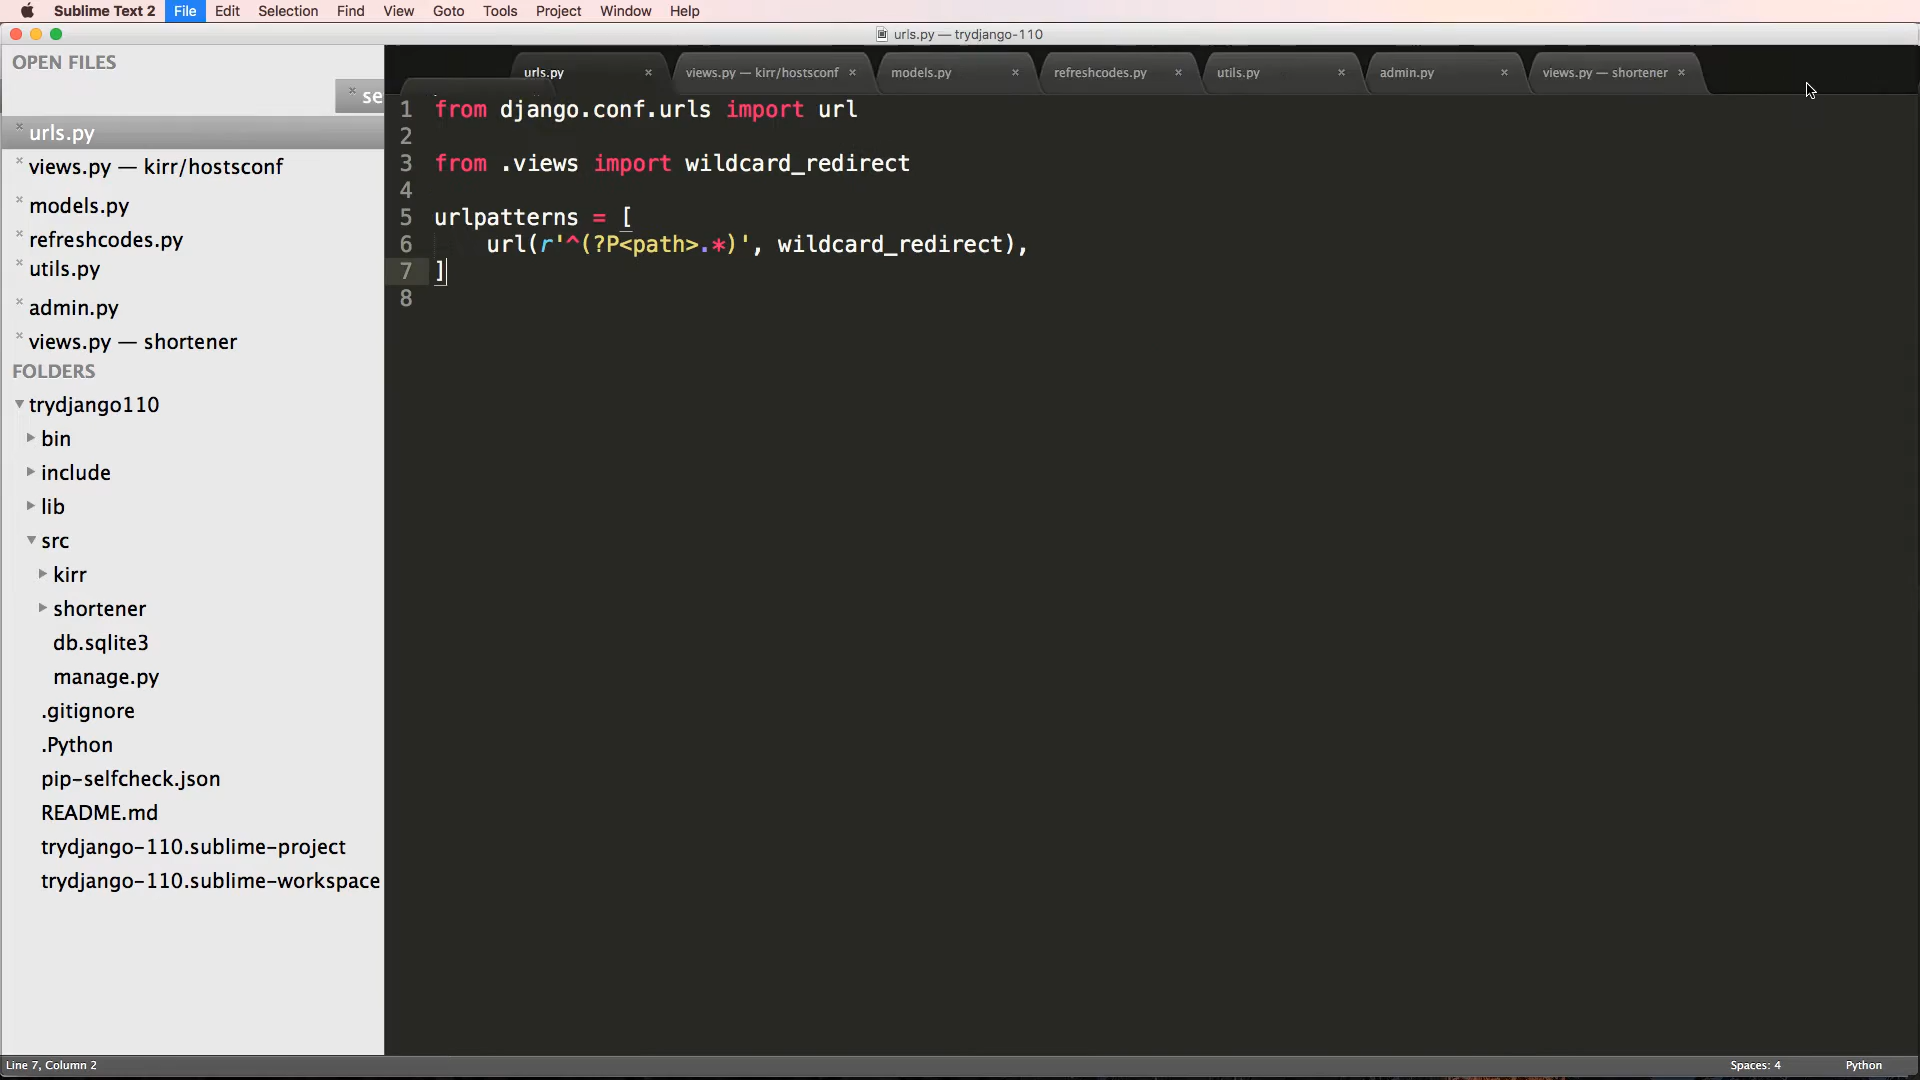 Sublime Text 2 File Edit Selection Find View Goto Tools Project Window Help
urls.py — trydjango-110
OPEN FILES
se
urls.py
views.py — kirr/hostsconf
models.py
refreshcodes.py
utils.py
admin.py
views.py — shortener
FOLDERS
trydjango110
bin
include
lib
src
kirr
shortener
db.sqlite3
manage.py
.gitignore
.Python
pip-selfcheck.json
README.md
trydjango-110.sublime-project
trydjango-110.sublime-workspace
urls.py × views.py — kirr/hostsconf × models.py × refreshcodes.py × utils.py × admin.py × views.py — shortener ×
1 from django.conf.urls import url
2
3 from .views import wildcard_redirect
4
5 urlpatterns = [
6     url(r'^(?P<path>.*)', wildcard_redirect),
7 ]
8
Line 7, Column 2 Spaces: 4 Python